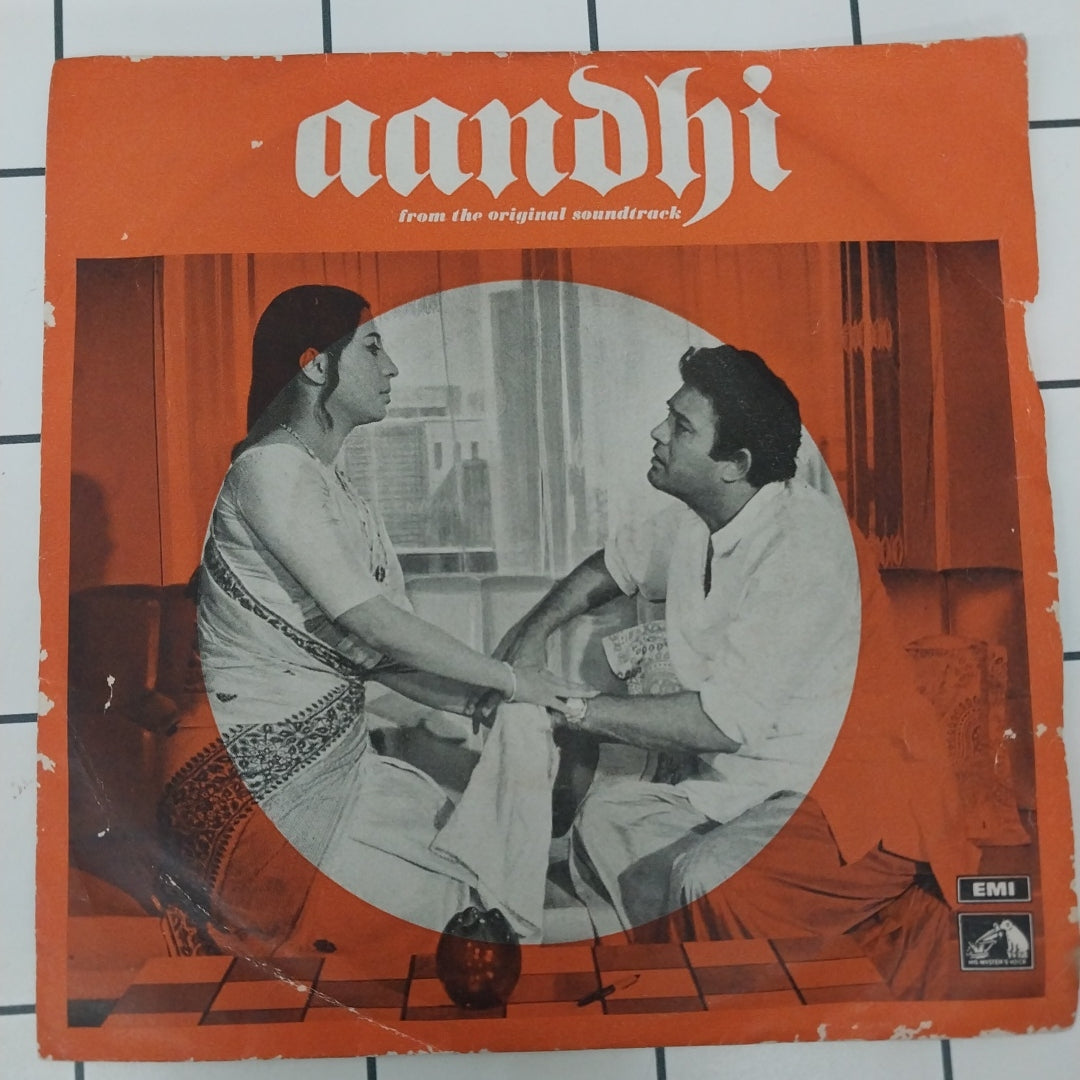 aandhi
from the original soundtrack
EMI
HIS MASTER'S VOICE